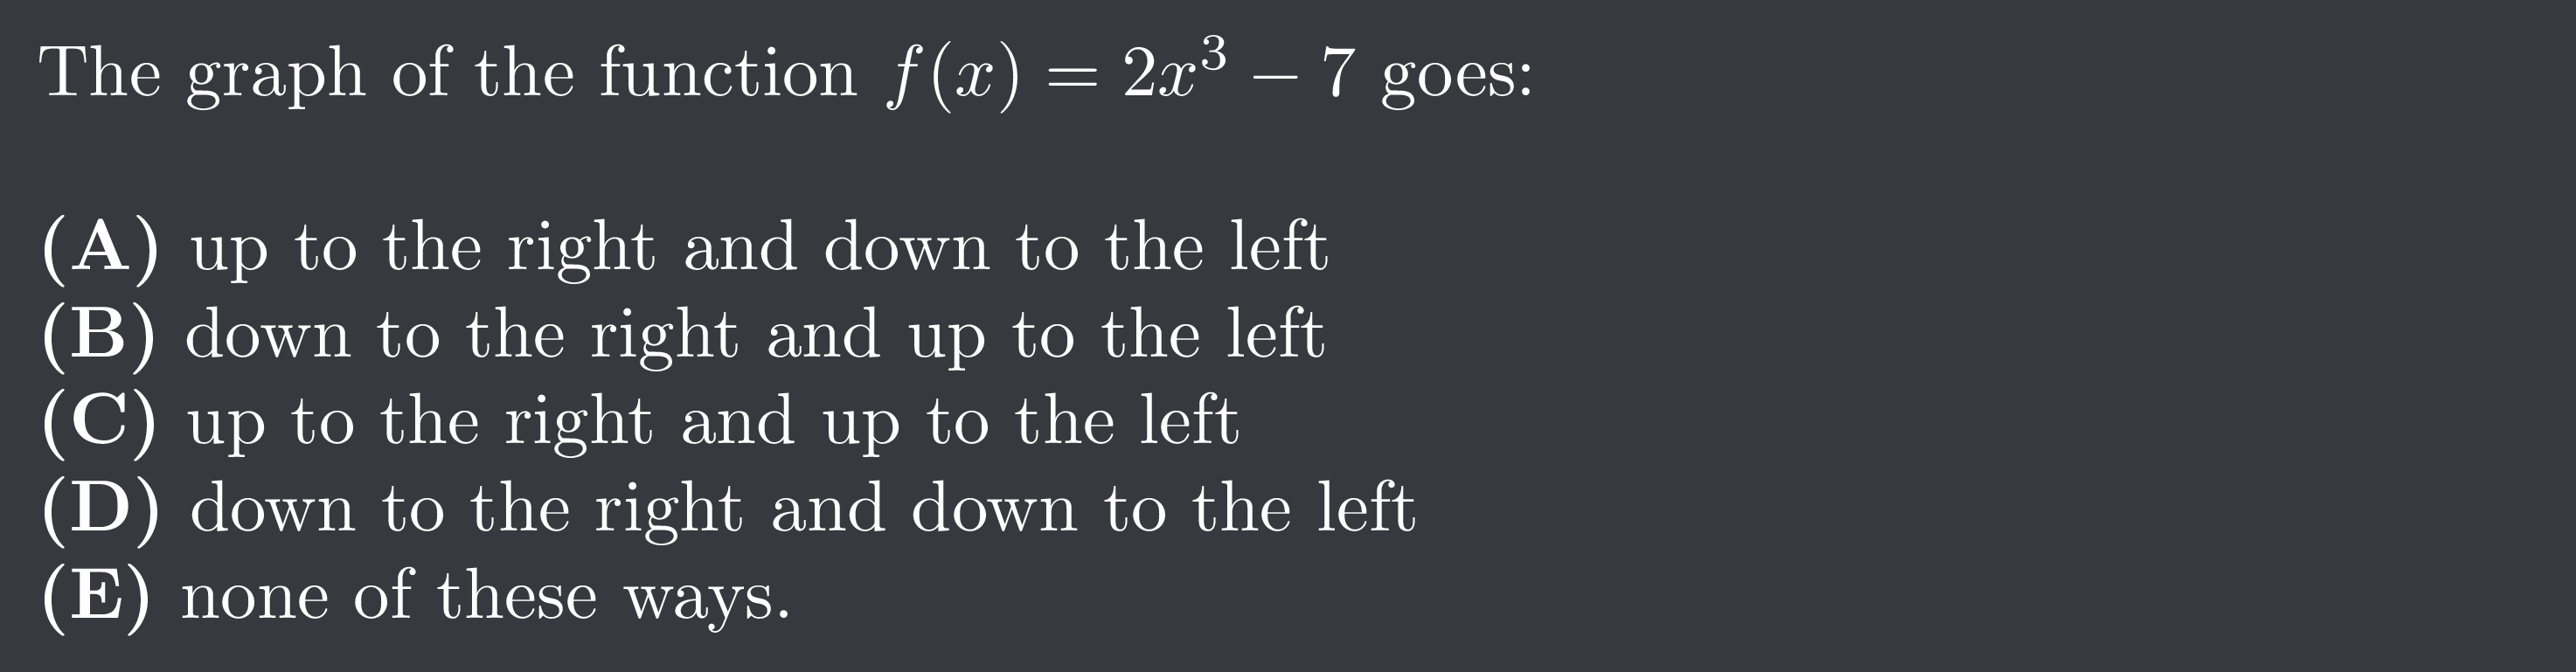 The graph of the function $f(x) = 2x^3 - 7$ goes:
(A) up to the right and down to the left
(B) down to the right and up to the left
(C) up to the right and up to the left
(D) down to the right and down to the left
(E) none of these ways.